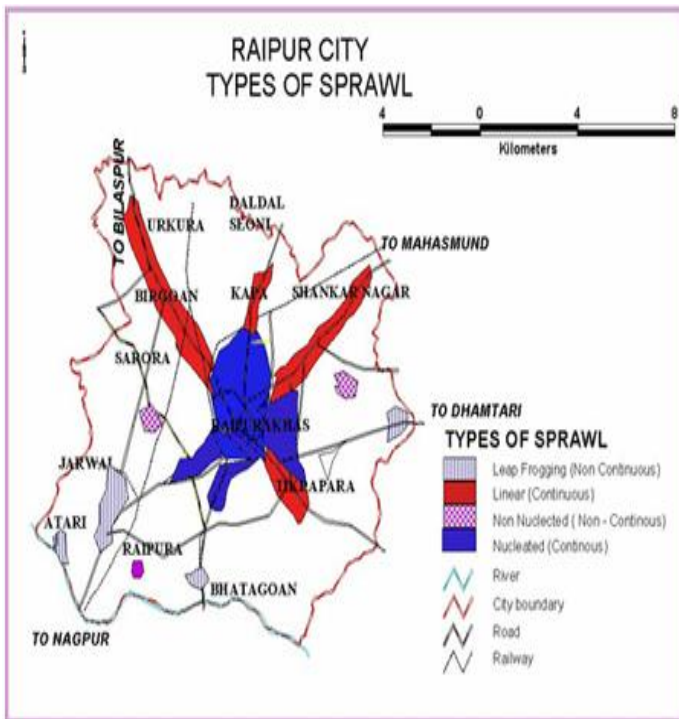 RAIPUR CITY
TYPES OF SPRAWL
4 0 8
Kilometers
TO BILASPUR
URKURA
DALDAL
SEONI
TO MAHASMUND
BIRGOAN
KAPA
SHANKAR NAGAR
SARORA
TO DHAMTARI
RAIPUR KHAS
JARWAI
TIKRAPARA
ATARI
RAIPURA
BHATAGOAN
TO NAGPUR
TYPES OF SPRAWL
Leap Frogging (Non Continuous)
Linear (Continuous)
Non Nuclected ( Non - Continous)
Nucleated (Continous)
River
City boundary
Road
Railway